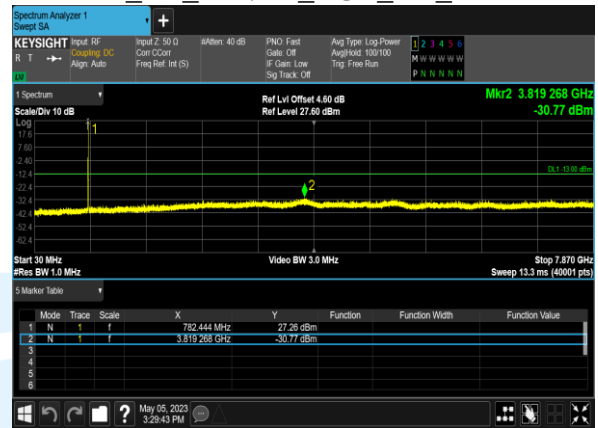 Spectrum Analyzer 1
Swept SA
+
KEYSIGHT
R T
LV
Input: RF
Coupling: DC
Align: Auto
Input Z: 50 Ω
Corr CCorr
Freq Ref: Int (S)
#Atten: 40 dB
PNO: Fast
Gate: Off
IF Gain: Low
Sig Track: Off
Avg Type: Log-Power
Avg|Hold: 100/100
Trig: Free Run
1 2 3 4 5 6
M W W W W W
P N N N N N
1 Spectrum
Scale/Div 10 dB
Ref Lvl Offset 4.60 dB
Ref Level 27.60 dBm
Mkr2 3.819 268 GHz
-30.77 dBm
Log
17.6
7.60
-2.40
-12.4
-22.4
-32.4
-42.4
-52.4
-62.4
1
2
DL1 -13.00 dBm
Start 30 MHz
#Res BW 1.0 MHz
Video BW 3.0 MHz
Stop 7.870 GHz
Sweep 13.3 ms (40001 pts)
5 Marker Table
Mode Trace Scale X Y Function Function Width Function Value
1 N 1 f 782.444 MHz 27.26 dBm
2 N 1 f 3.819 268 GHz -30.77 dBm
3
4
5
6
?
May 05, 2023
3:29:43 PM